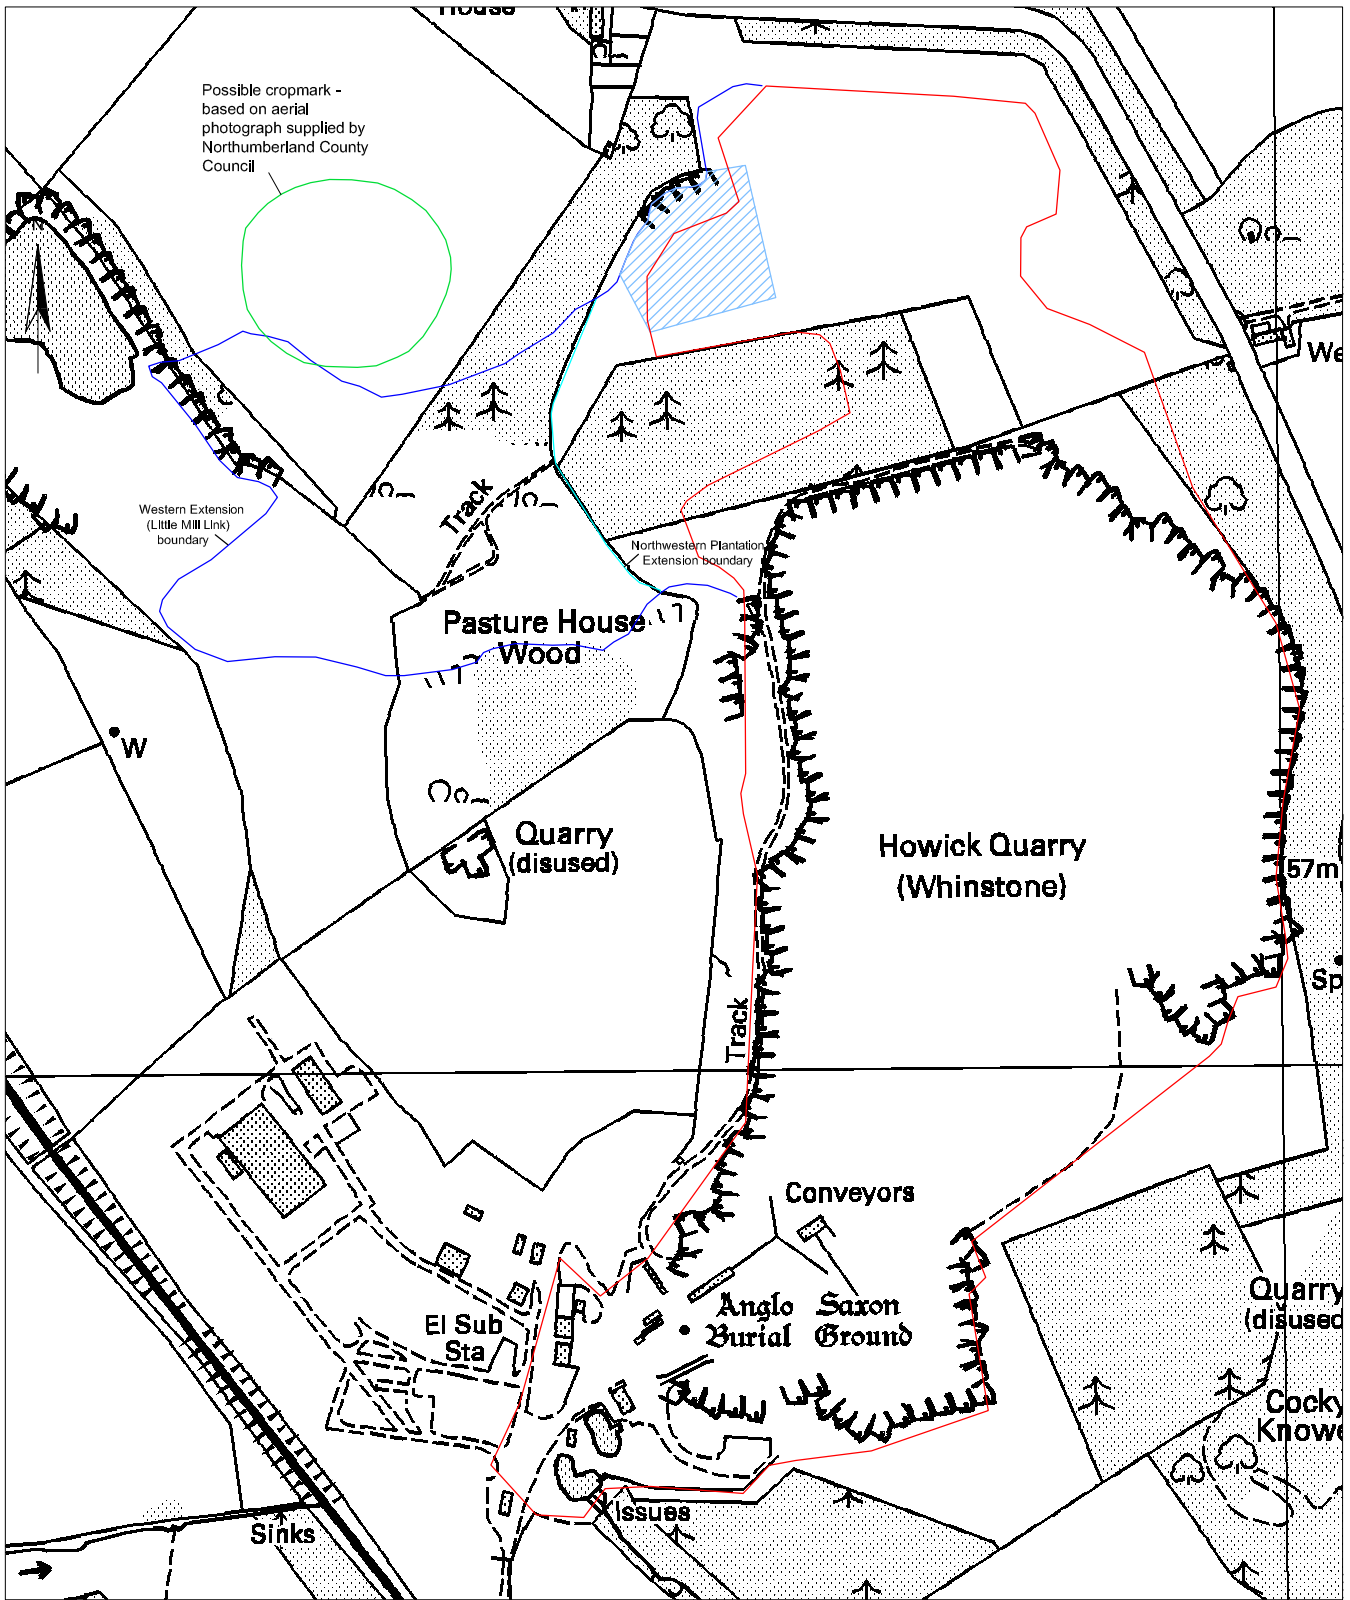 House
Possible cropmark -
based on aerial
photograph supplied by
Northumberland County
Council
We
Track
Western Extension
(Little Mill Link)
boundary
Northwestern Plantation
Extension boundary
Pasture House
Wood
W
Quarry
(disused)
Howick Quarry
(Whinstone)
57m
Sp
Track
Conveyors
Anglo Saxon
Burial Ground
El Sub
Sta
Quarry
(disused
Cocky
Knowe
Issues
Sinks